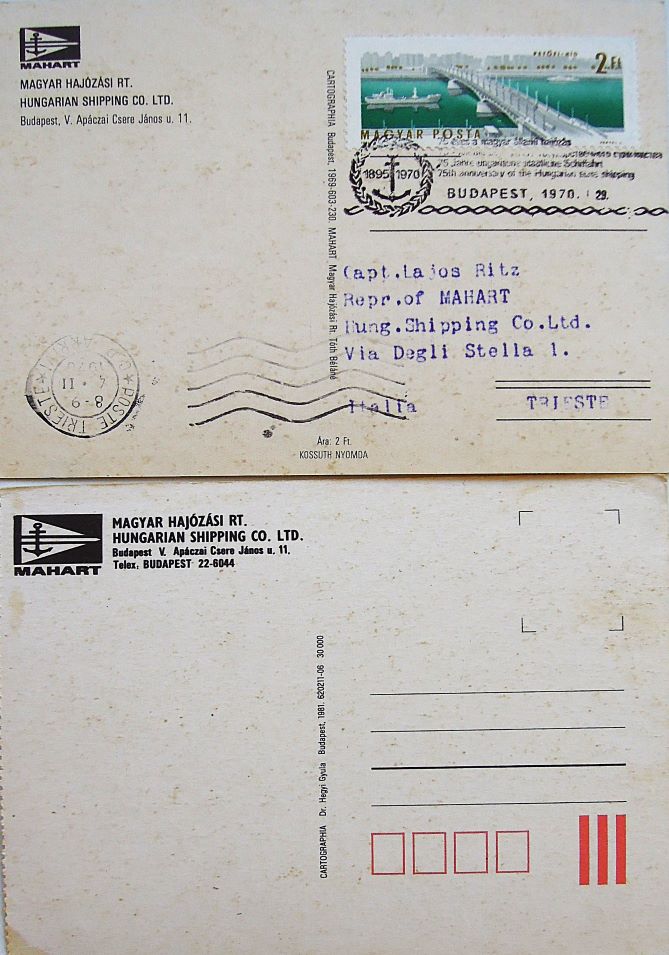 MAHART
MAGYAR HAJÓZÁSI RT.
HUNGARIAN SHIPPING CO. LTD.
Budapest, V. Apáczai Csere János u. 11.
CARTOGRAPHIA Budapest, 1969-603-230. MAHART Magyar Hajózási Rt. Tóth Béláné
PETŐFI-HÍD
2.Ft
MAGYAR POSTA
1895 1970
75 éves a magyar állami hajózás
75 Jahre ungarische staatliche Schiffahrt
75th anniversary of the Hungarian shipping
BUDAPEST, 1970. 29.
Capt.Lajos Ritz
Repr.of MAHART
Hung.Shipping Co.Ltd.
Via Degli Stella 1.
Italia TRIESTE
POSTE TRIESTE
8-9
4.11
Ára: 2 Ft.
KOSSUTH NYOMDA
MAHART
MAGYAR HAJÓZÁSI RT.
HUNGARIAN SHIPPING CO. LTD.
Budapest V. Apáczai Csere János u. 11.
Telex: BUDAPEST 22-6044
CARTOGRAPHIA Dr. Hegyi Gyula Budapest, 1981. 620211-06 30 000